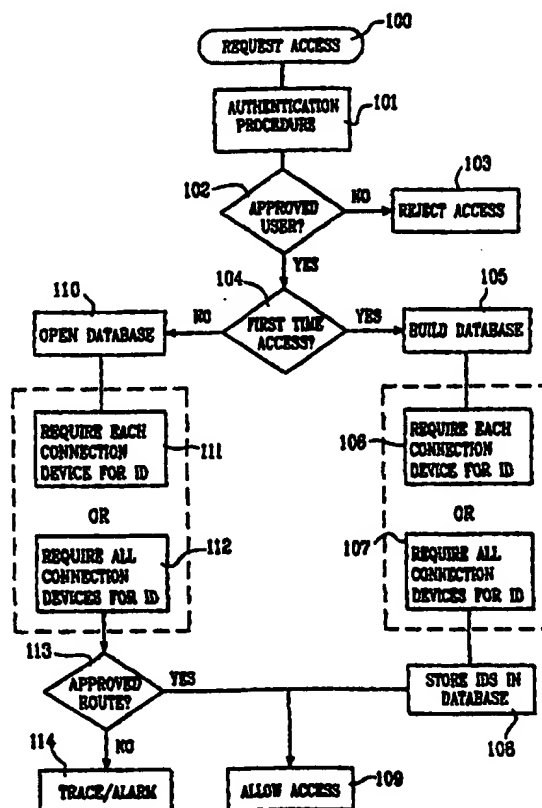 100
REQUEST ACCESS
101
AUTHENTICATION
PROCEDURE
102
APPROVED
USER?
NO
103
REJECT ACCESS
YES
104
FIRST TIME
ACCESS?
NO
YES
110
OPEN DATABASE
105
BUILD DATABASE
REQUIRE EACH
CONNECTION
DEVICE FOR ID
111
OR
REQUIRE ALL
CONNECTION
DEVICES FOR ID
112
106
REQUIRE EACH
CONNECTION
DEVICE FOR ID
OR
107
REQUIRE ALL
CONNECTION
DEVICES FOR ID
113
APPROVED
ROUTE?
YES
NO
STORE IDS IN
DATABASE
108
114
TRACE/ALARM
ALLOW ACCESS
109